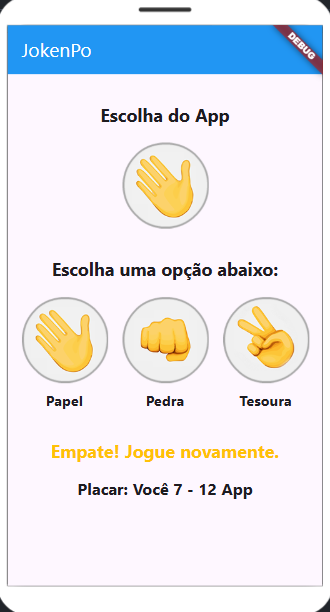 JokenPo
DEBUG
Escolha do App
Escolha uma opção abaixo:
Papel
Pedra
Tesoura
Empate! Jogue novamente.
Placar: Você 7 - 12 App